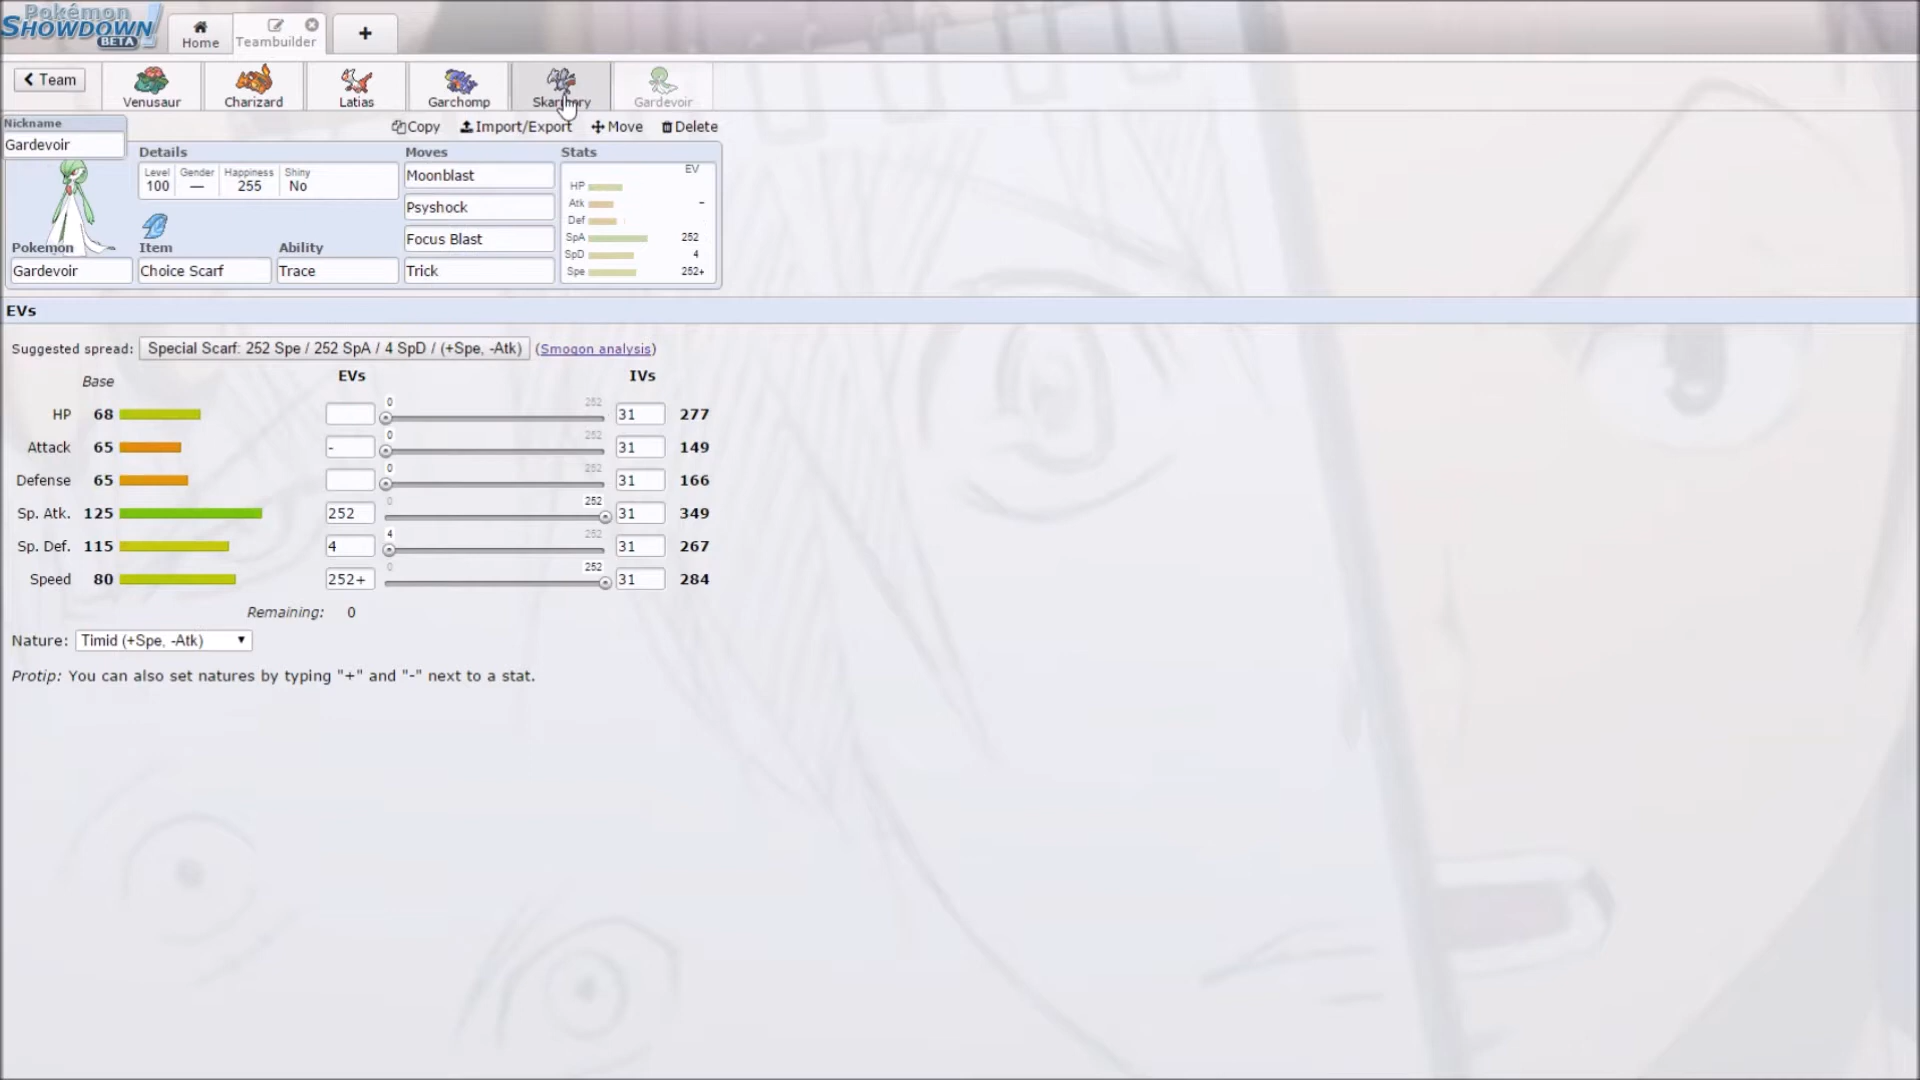 Pokémon
SHOWDOWN!
BETA
Home
Teambuilder
+
Team
Venusaur
Charizard
Latias
Garchomp
Skarmory
Gardevoir
Nickname
Gardevoir
Copy
Import/Export
Move
Delete
Details
Moves
Stats
Level
Gender
Happiness
Shiny
100
—
255
No
Moonblast
Psyshock
Focus Blast
Trick
EV
HP
Atk -
Def
SpA 252
SpD 4
Spe 252+
Pokemon
Item
Ability
Gardevoir
Choice Scarf
Trace
EVs
Suggested spread: Special Scarf: 252 Spe / 252 SpA / 4 SpD / (+Spe, -Atk) (Smogon analysis)
Base EVs IVs
0 252
HP 68 31 277
0 252
Attack 65 - 31 149
0 252
Defense 65 31 166
0 252
Sp. Atk. 125 252 31 349
4 252
Sp. Def. 115 4 31 267
0 252
Speed 80 252+ 31 284
Remaining: 0
Nature: Timid (+Spe, -Atk)
Protip: You can also set natures by typing "+" and "-" next to a stat.